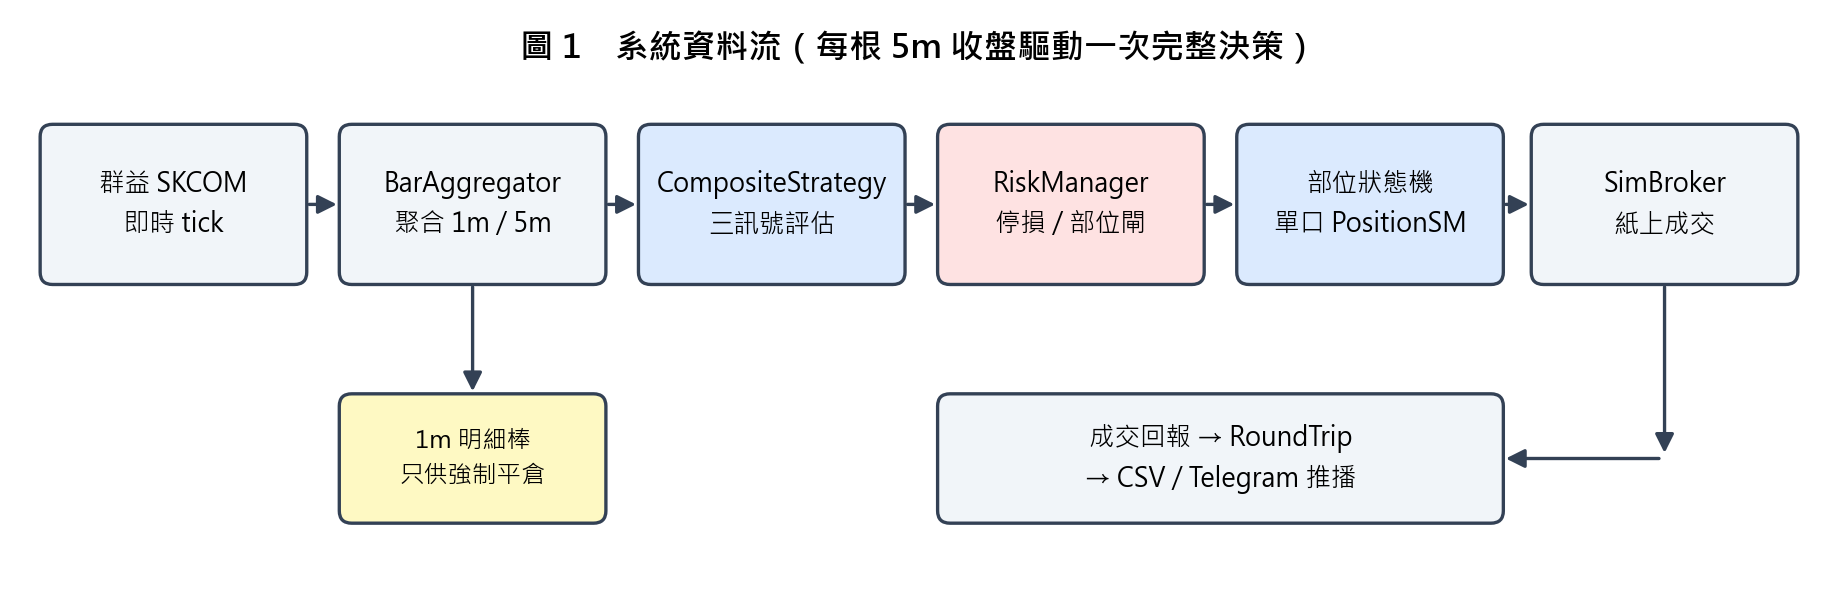 圖 1　系統資料流（每根 5m 收盤驅動一次完整決策）
群益 SKCOM
即時 tick
BarAggregator
聚合 1m / 5m
CompositeStrategy
三訊號評估
RiskManager
停損 / 部位閘
部位狀態機
單口 PositionSM
SimBroker
紙上成交
1m 明細棒
只供強制平倉
成交回報 → RoundTrip
→ CSV / Telegram 推播